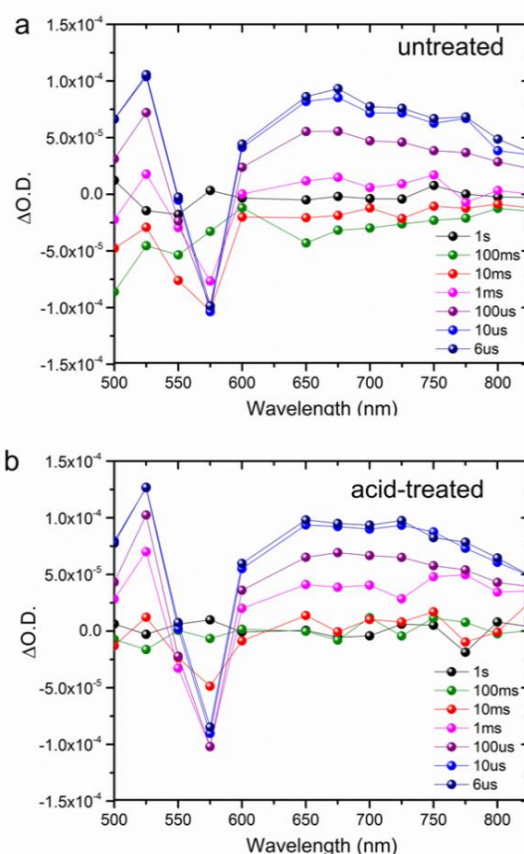 a
untreated
1.5x10⁻⁴
1.0x10⁻⁴
5.0x10⁻⁵
0.0
-5.0x10⁻⁵
-1.0x10⁻⁴
-1.5x10⁻⁴
ΔO.D.
1s
100ms
10ms
1ms
100us
10us
6us
500 550 600 650 700 750 800
Wavelength (nm)
b
acid-treated
1.5x10⁻⁴
1.0x10⁻⁴
5.0x10⁻⁵
0.0
-5.0x10⁻⁵
-1.0x10⁻⁴
-1.5x10⁻⁴
ΔO.D.
1s
100ms
10ms
1ms
100us
10us
6us
500 550 600 650 700 750 800
Wavelength (nm)